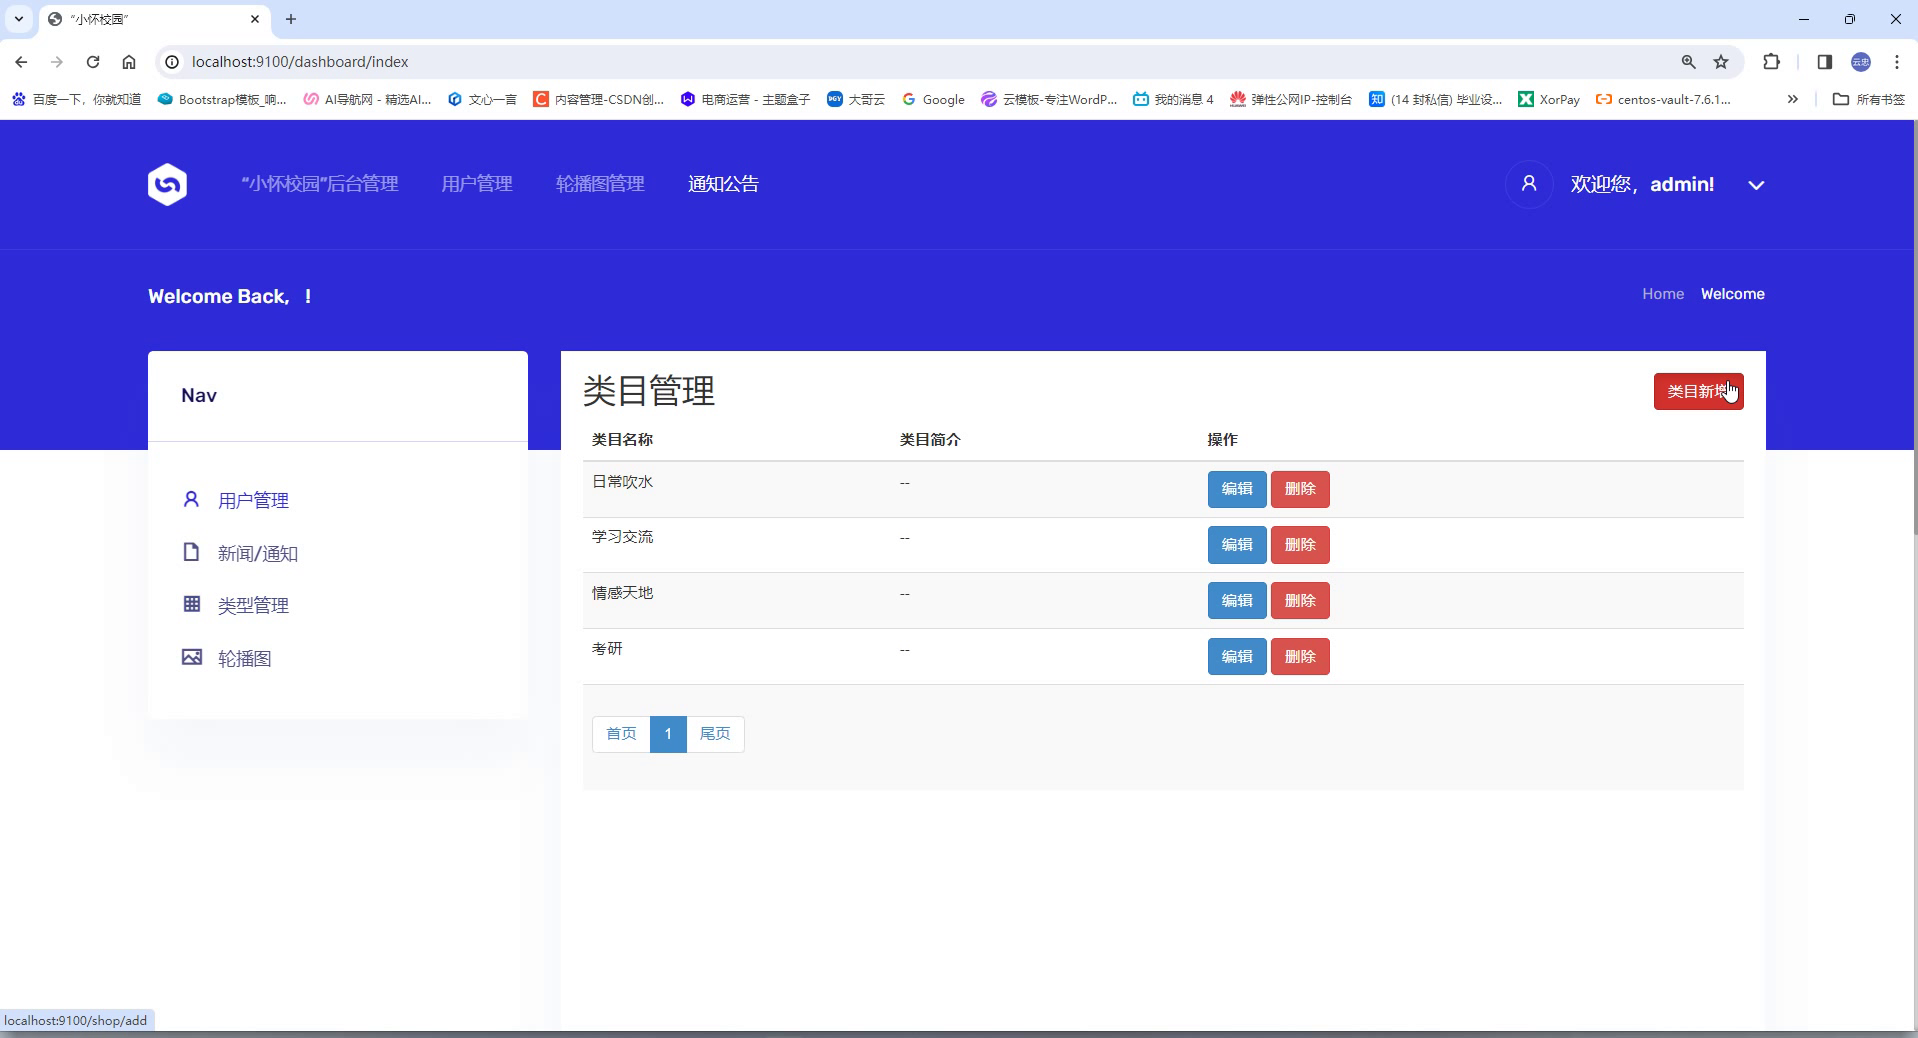 “小怀校园”
localhost:9100/dashboard/index
云忠
百度一下，你就知道 Bootstrap模板_响... AI导航网 - 精选AI... 文心一言 内容管理-CSDN创... 电商运营 - 主题盒子 大哥云 Google 云模板-专注WordP... 我的消息 4 弹性公网IP-控制台 (14 封私信) 毕业设... XorPay centos-vault-7.6.1... 所有书签
“小怀校园”后台管理 用户管理 轮播图管理 通知公告 欢迎您，admin!
Welcome Back, ! Home Welcome
Nav
用户管理
新闻/通知
类型管理
轮播图
类目管理 类目新增
类目名称 类目简介 操作
日常吹水 -- 编辑 删除
学习交流 -- 编辑 删除
情感天地 -- 编辑 删除
考研 -- 编辑 删除
首页 1 尾页
localhost:9100/shop/add